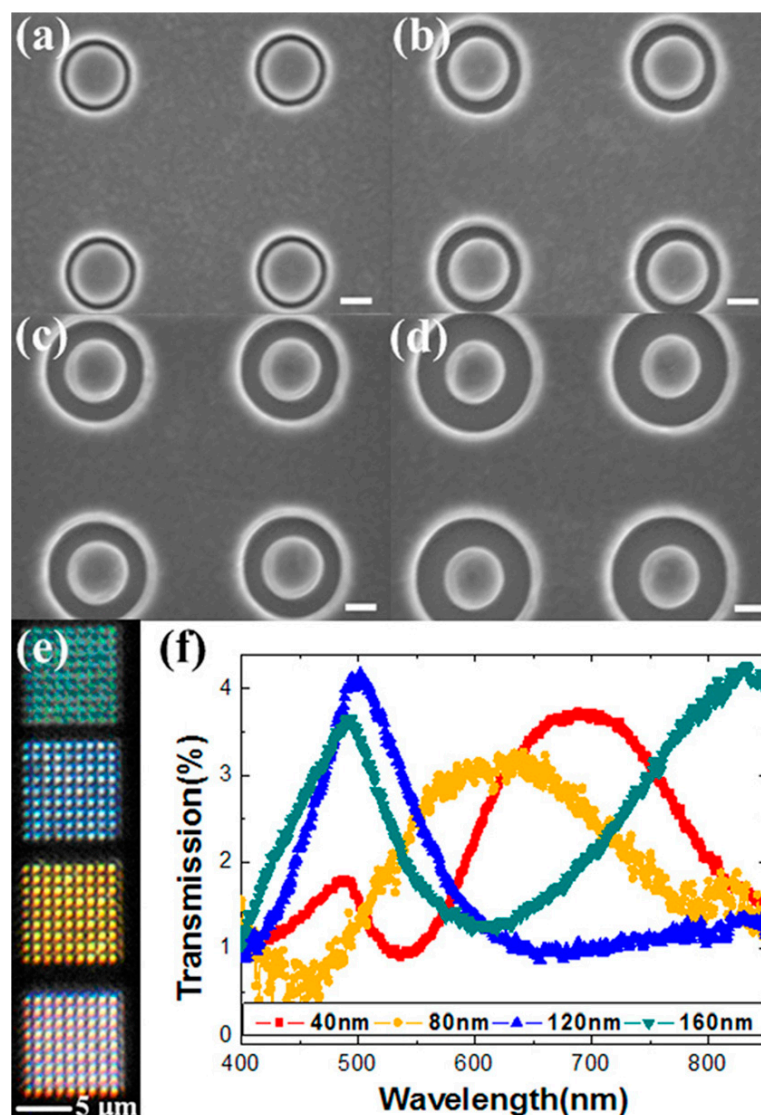 (a)
(b)
(c)
(d)
(e)
5 μm
(f)
Transmission(%)
4
3
2
1
0
40nm 80nm 120nm 160nm
400 500 600 700 800
Wavelength(nm)